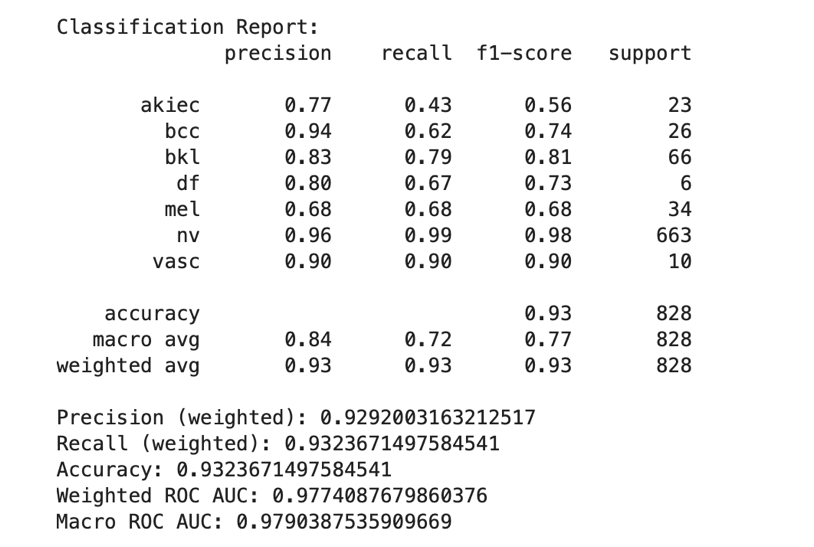 Classification Report:
precision recall f1-score support
akiec 0.77 0.43 0.56 23
bcc 0.94 0.62 0.74 26
bkl 0.83 0.79 0.81 66
df 0.80 0.67 0.73 6
mel 0.68 0.68 0.68 34
nv 0.96 0.99 0.98 663
vasc 0.90 0.90 0.90 10
accuracy 0.93 828
macro avg 0.84 0.72 0.77 828
weighted avg 0.93 0.93 0.93 828
Precision (weighted): 0.9292003163212517
Recall (weighted): 0.9323671497584541
Accuracy: 0.9323671497584541
Weighted ROC AUC: 0.9774087679860376
Macro ROC AUC: 0.9790387535909669